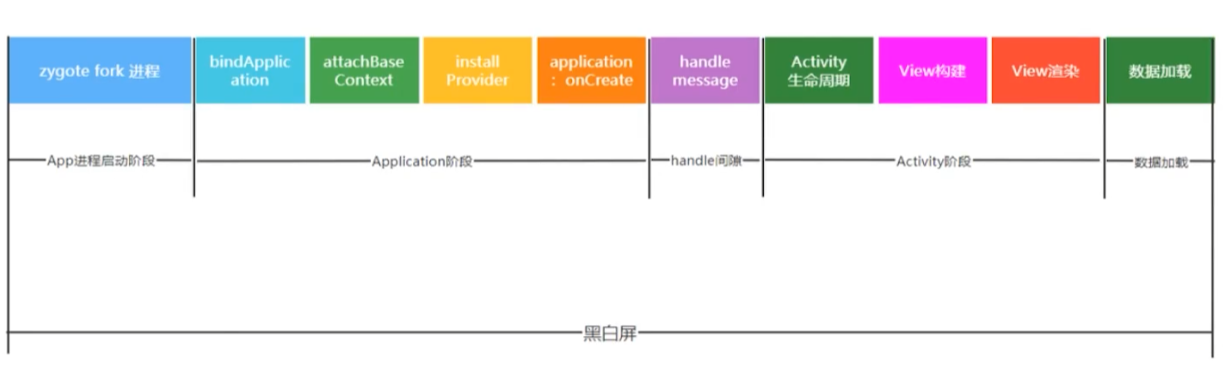 zygote fork 进程
bindApplic
ation
attachBase
Context
install
Provider
application
：onCreate
handle
message
Activity
生命周期
View构建
View渲染
数据加载
App进程启动阶段
Application阶段
handle间隙
Activity阶段
数据加载
黑白屏